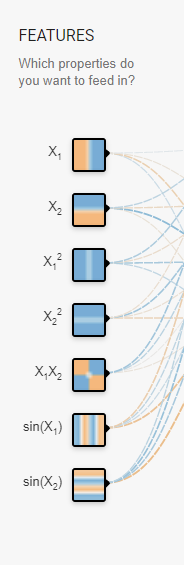 FEATURES
Which properties do
you want to feed in?
X₁
X₂
X₁²
X₂²
X₁X₂
sin(X₁)
sin(X₂)